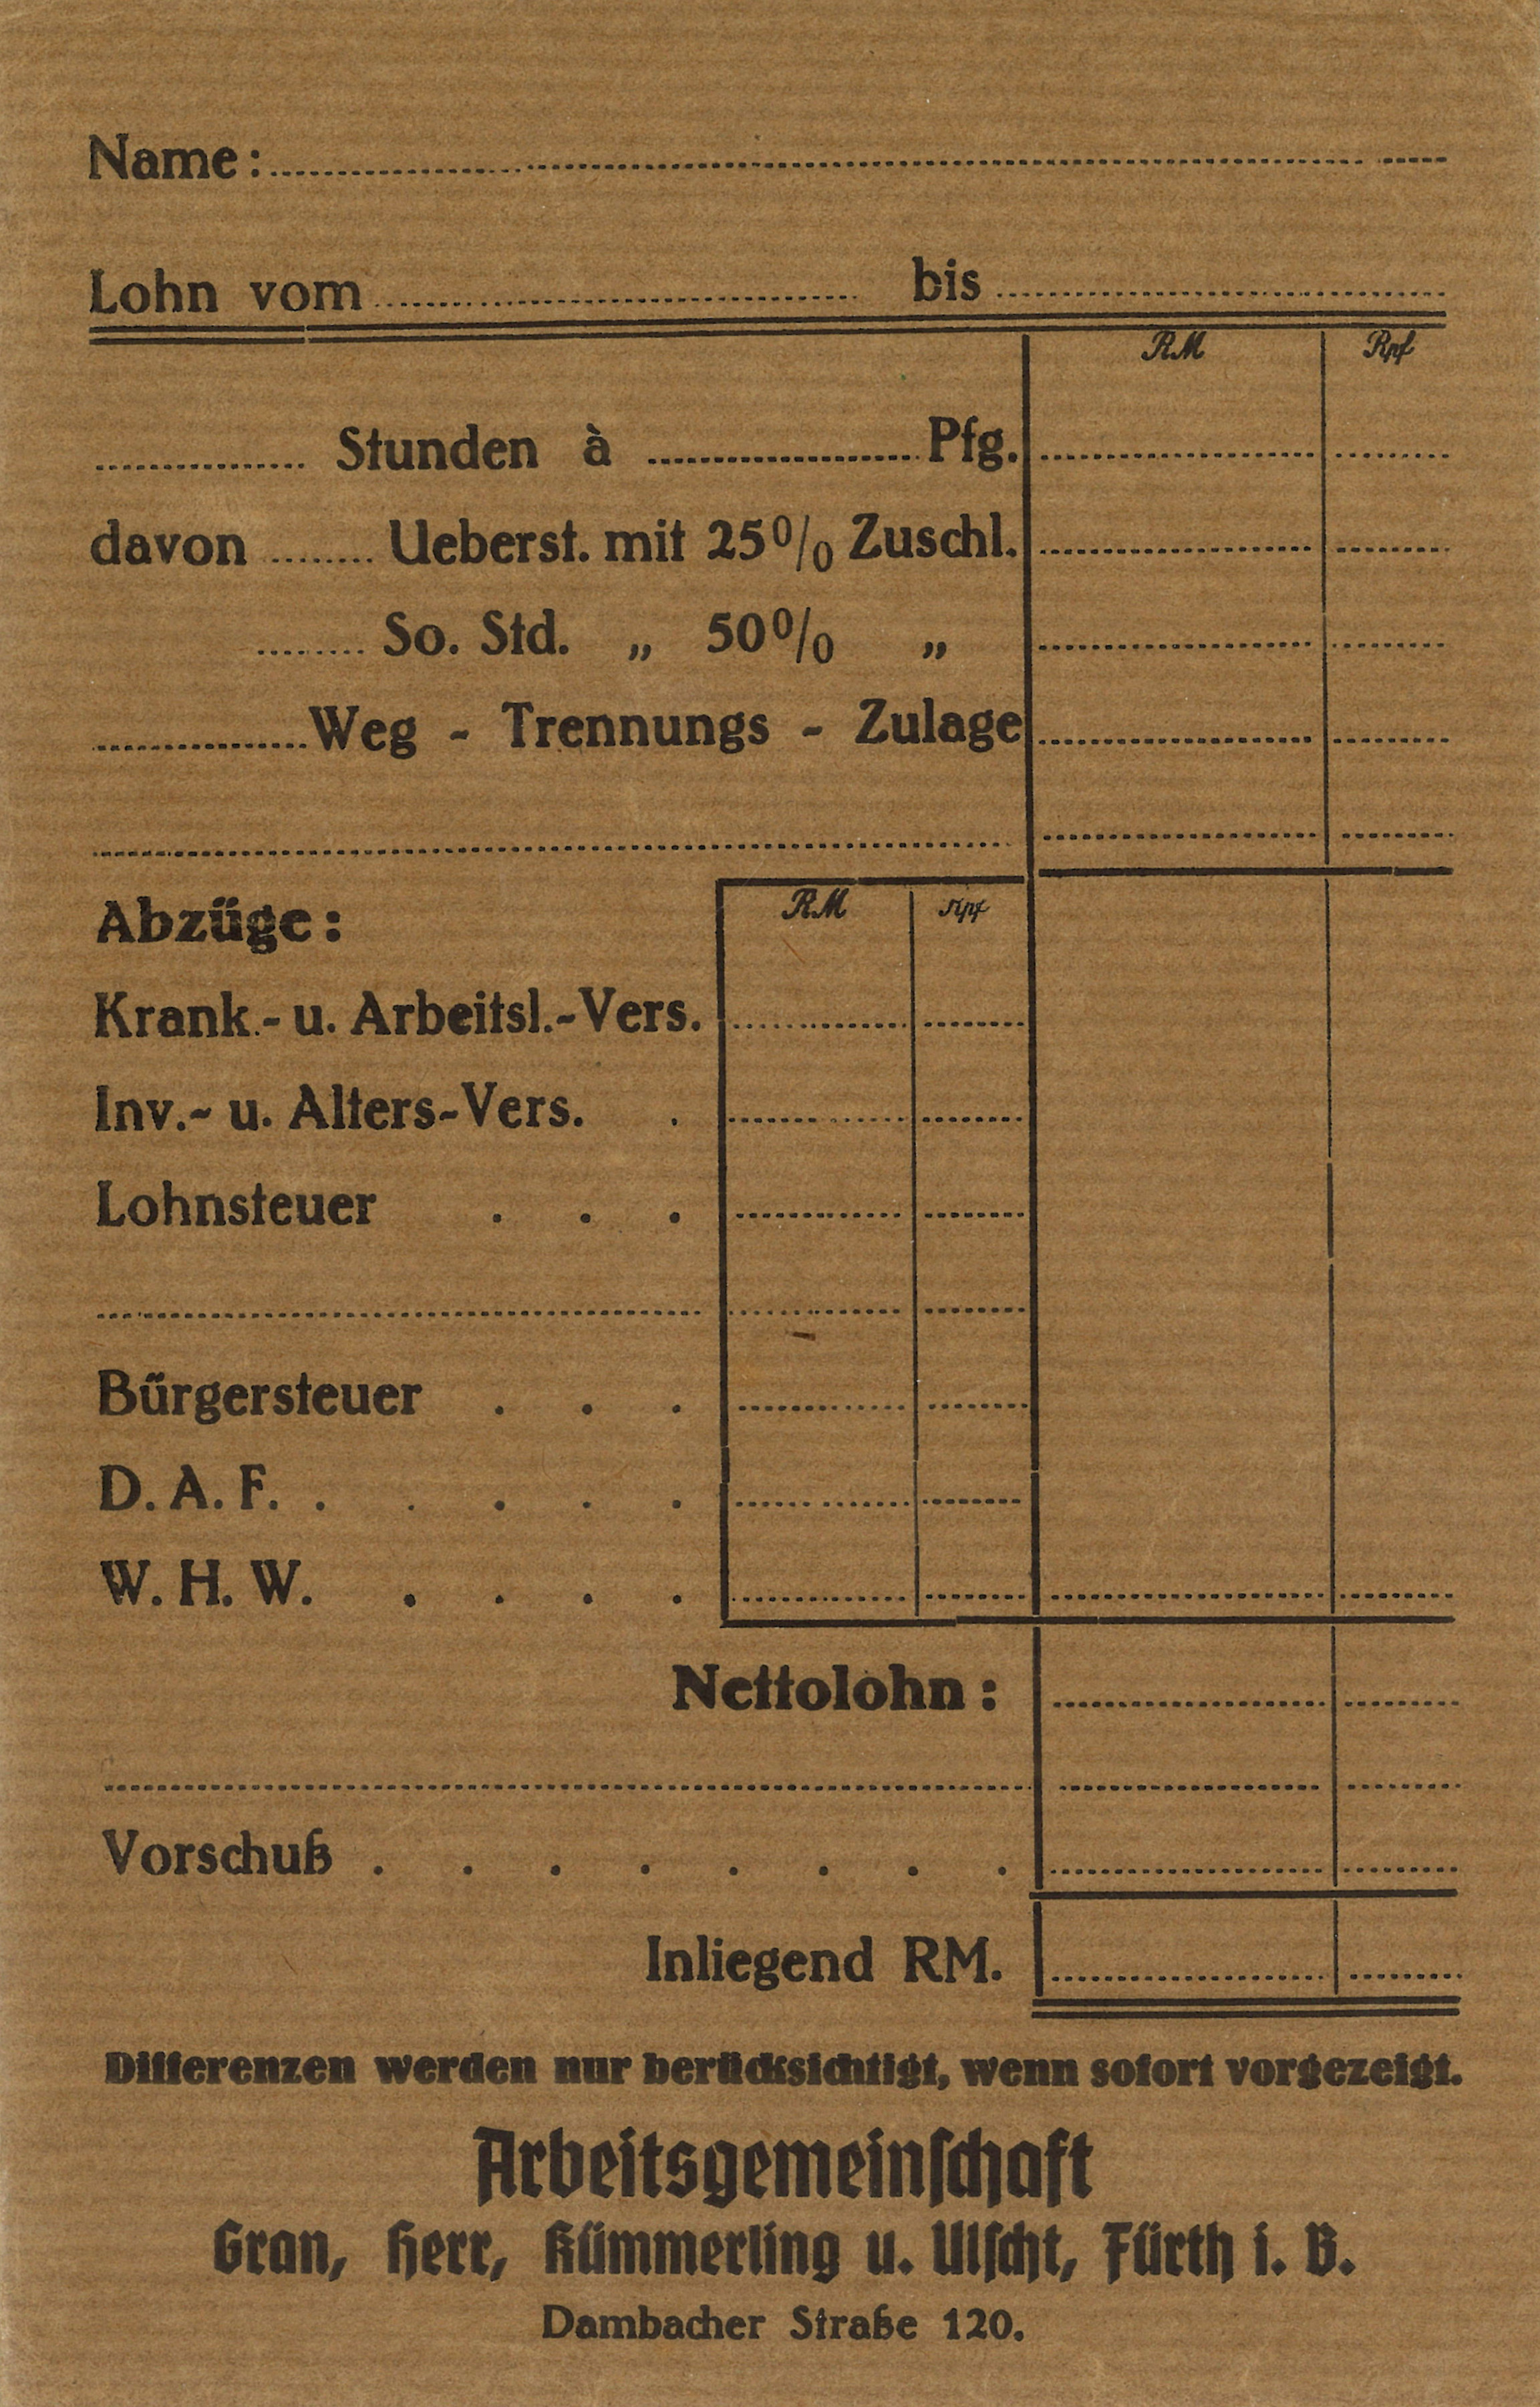 Name:
Lohn vom bis
RM Rpf
Stunden à Pfg.
davon Ueberst. mit 25% Zuschl.
So. Std. „ 50% „
Weg - Trennungs - Zulage
Abzüge: RM Rpf
Krank.- u. Arbeitsl.-Vers.
Inv.- u. Alters-Vers. .
Lohnsteuer . . .
Bürgersteuer . . .
D. A. F. . . . . .
W. H. W. . . . .
Nettolohn:
Vorschuß . . . . . . . .
Inliegend RM.
Differenzen werden nur berücksichtigt, wenn sofort vorgezeigt.
Arbeitsgemeinschaft
Gran, Herr, Kümmerling u. Ulscht, Fürth i. B.
Dambacher Straße 120.